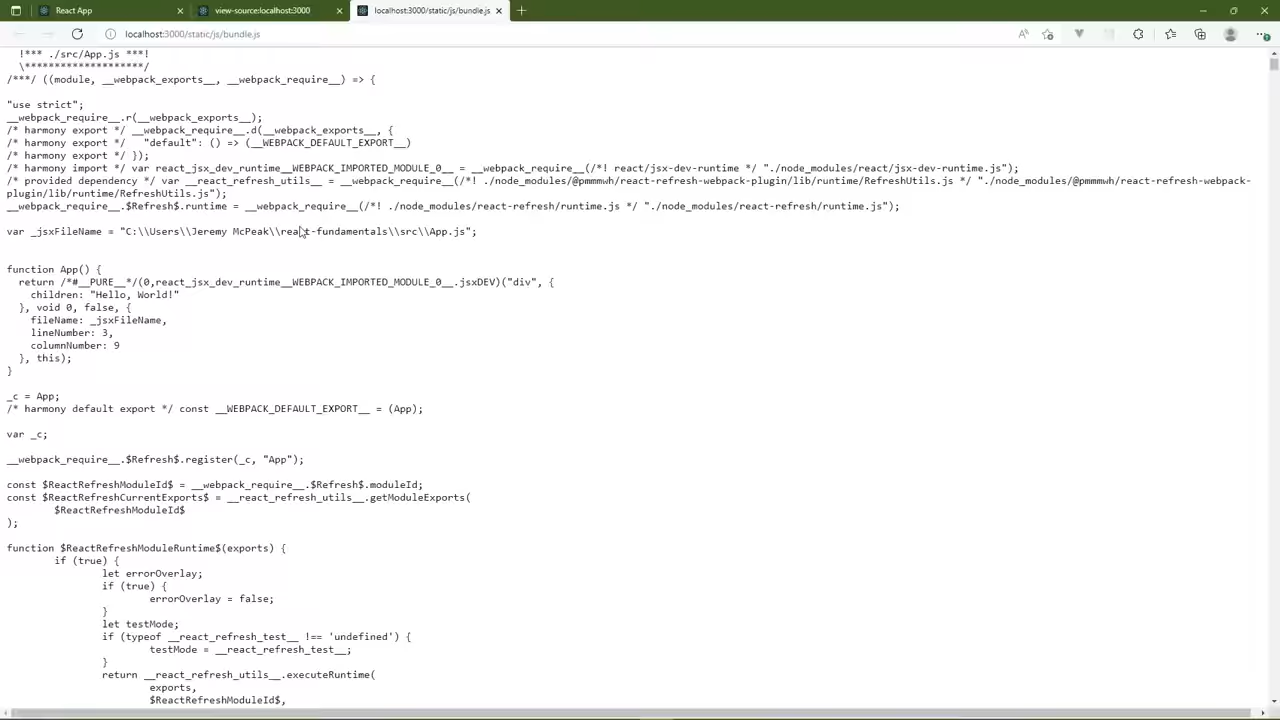 React App
view-source:localhost:3000
localhost:3000/static/js/bundle.js
localhost:3000/static/js/bundle.js
!*** ./src/App.js ***!
\********************/
/***/ ((module, __webpack_exports__, __webpack_require__) => {
"use strict";
__webpack_require__.r(__webpack_exports__);
/* harmony export */ __webpack_require__.d(__webpack_exports__, {
/* harmony export */   "default": () => (__WEBPACK_DEFAULT_EXPORT__)
/* harmony export */ });
/* harmony import */ var react_jsx_dev_runtime__WEBPACK_IMPORTED_MODULE_0__ = __webpack_require__(/*! react/jsx-dev-runtime */ "./node_modules/react/jsx-dev-runtime.js");
/* provided dependency */ var __react_refresh_utils__ = __webpack_require__(/*! ./node_modules/@pmmmwh/react-refresh-webpack-plugin/lib/runtime/RefreshUtils.js */ "./node_modules/@pmmmwh/react-refresh-webpack-
plugin/lib/runtime/RefreshUtils.js");
__webpack_require__.$Refresh$.runtime = __webpack_require__(/*! ./node_modules/react-refresh/runtime.js */ "./node_modules/react-refresh/runtime.js");
var _jsxFileName = "C:\\Users\\Jeremy McPeak\\react-fundamentals\\src\\App.js";
function App() {
  return /*#__PURE__*/(0,react_jsx_dev_runtime__WEBPACK_IMPORTED_MODULE_0__.jsxDEV)("div", {
    children: "Hello, World!"
  }, void 0, false, {
    fileName: _jsxFileName,
    lineNumber: 3,
    columnNumber: 9
  }, this);
}
_c = App;
/* harmony default export */ const __WEBPACK_DEFAULT_EXPORT__ = (App);
var _c;
__webpack_require__.$Refresh$.register(_c, "App");
const $ReactRefreshModuleId$ = __webpack_require__.$Refresh$.moduleId;
const $ReactRefreshCurrentExports$ = __react_refresh_utils__.getModuleExports(
        $ReactRefreshModuleId$
);
function $ReactRefreshModuleRuntime$(exports) {
        if (true) {
                let errorOverlay;
                if (true) {
                        errorOverlay = false;
                }
                let testMode;
                if (typeof __react_refresh_test__ !== 'undefined') {
                        testMode = __react_refresh_test__;
                }
                return __react_refresh_utils__.executeRuntime(
                        exports,
                        $ReactRefreshModuleId$,